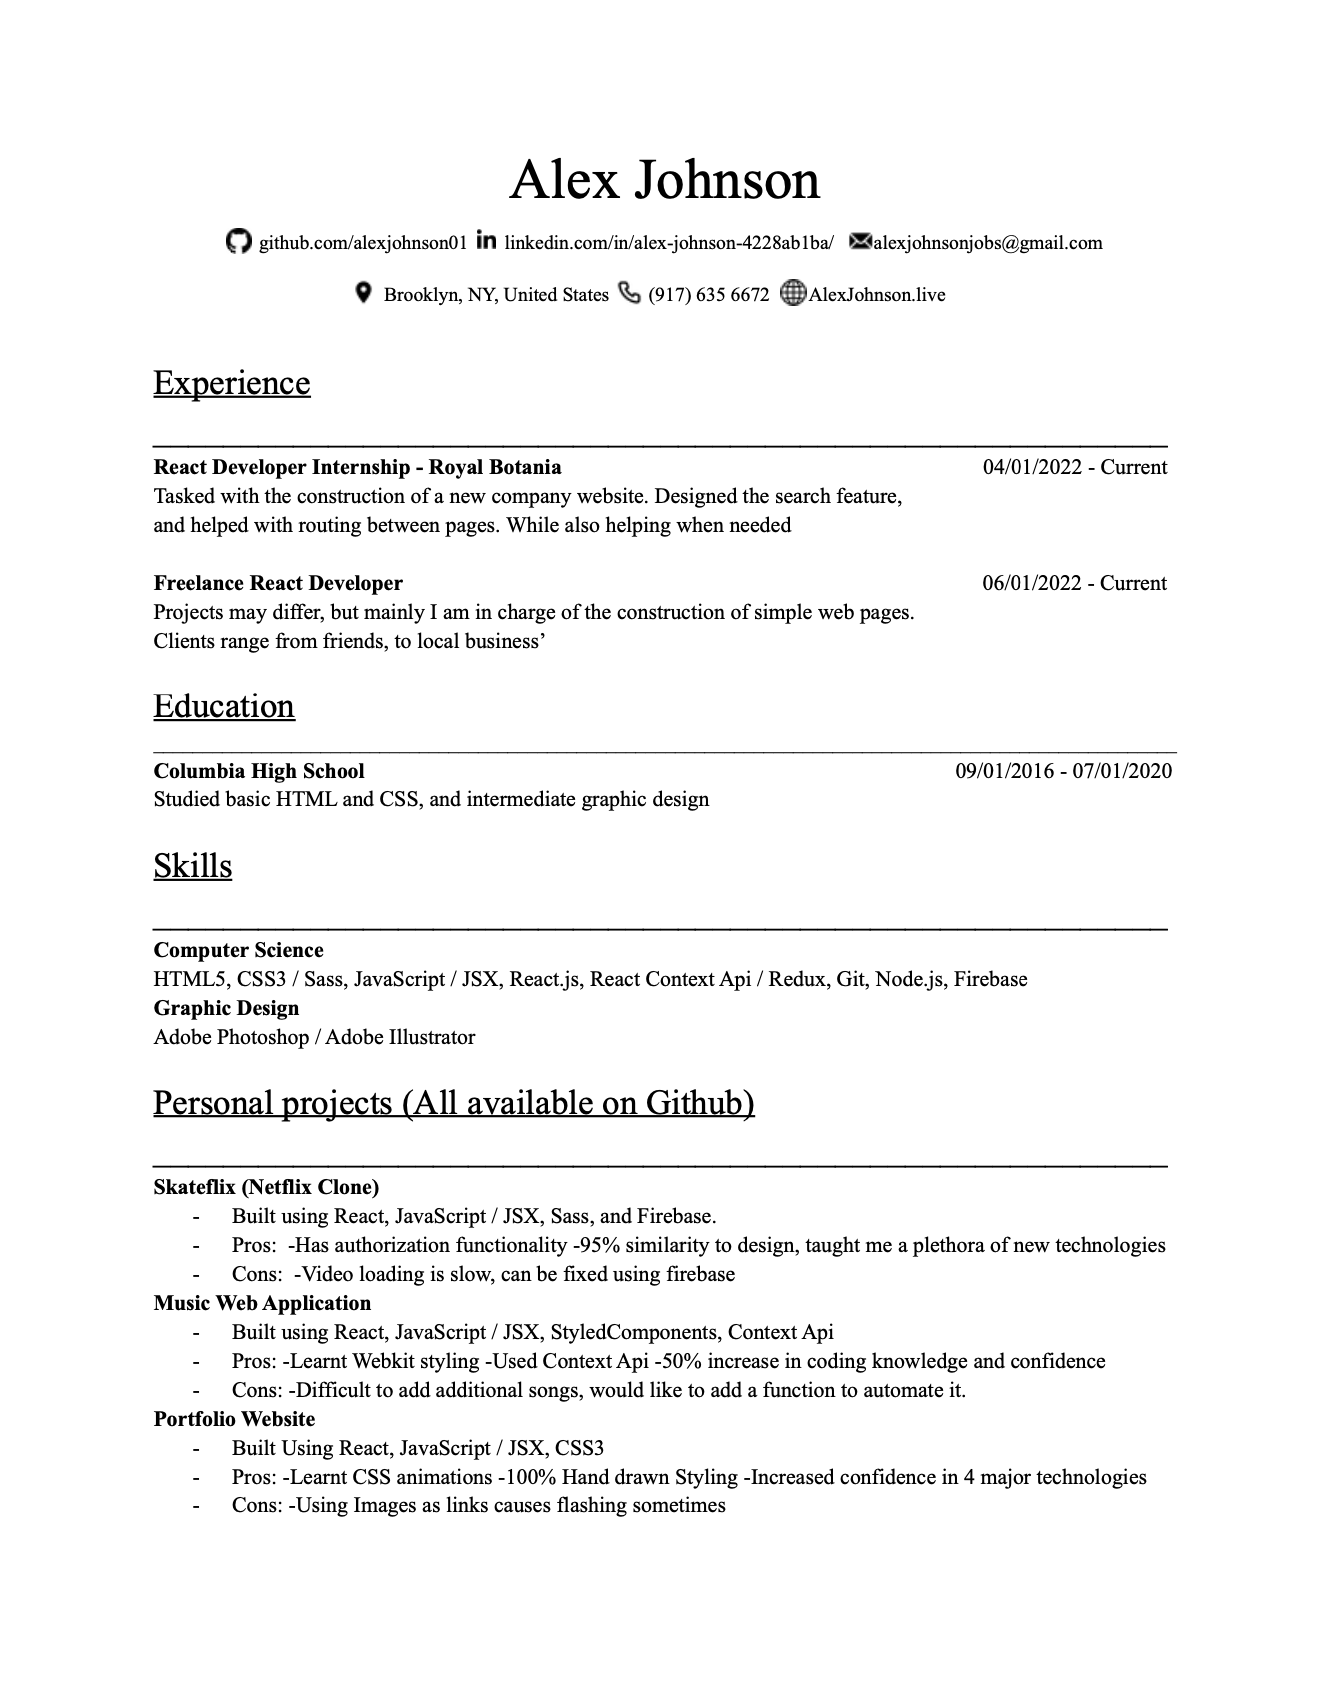 Alex Johnson
github.com/alexjohnson01 linkedin.com/in/alex-johnson-4228ab1ba/ alexjohnsonjobs@gmail.com
Brooklyn, NY, United States (917) 635 6672 AlexJohnson.live
Experience
React Developer Internship - Royal Botania 04/01/2022 - Current
Tasked with the construction of a new company website. Designed the search feature,
and helped with routing between pages. While also helping when needed
Freelance React Developer 06/01/2022 - Current
Projects may differ, but mainly I am in charge of the construction of simple web pages.
Clients range from friends, to local business’
Education
Columbia High School 09/01/2016 - 07/01/2020
Studied basic HTML and CSS, and intermediate graphic design
Skills
Computer Science
HTML5, CSS3 / Sass, JavaScript / JSX, React.js, React Context Api / Redux, Git, Node.js, Firebase
Graphic Design
Adobe Photoshop / Adobe Illustrator
Personal projects (All available on Github)
Skateflix (Netflix Clone)
- Built using React, JavaScript / JSX, Sass, and Firebase.
- Pros:  -Has authorization functionality -95% similarity to design, taught me a plethora of new technologies
- Cons:  -Video loading is slow, can be fixed using firebase
Music Web Application
- Built using React, JavaScript / JSX, StyledComponents, Context Api
- Pros: -Learnt Webkit styling -Used Context Api -50% increase in coding knowledge and confidence
- Cons: -Difficult to add additional songs, would like to add a function to automate it.
Portfolio Website
- Built Using React, JavaScript / JSX, CSS3
- Pros: -Learnt CSS animations -100% Hand drawn Styling -Increased confidence in 4 major technologies
- Cons: -Using Images as links causes flashing sometimes